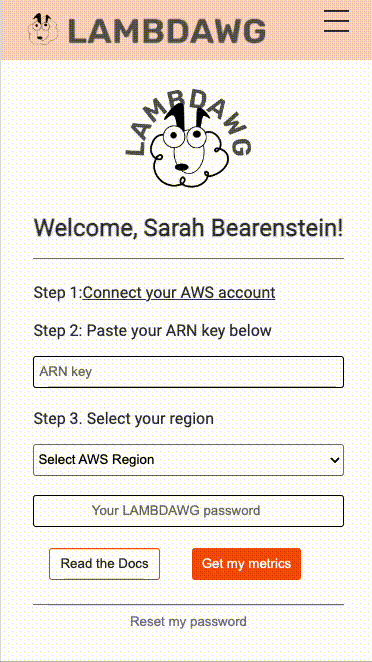 LAMBDAWG
LAMBDAWG
Welcome, Sarah Bearenstein!
Step 1:Connect your AWS account
Step 2: Paste your ARN key below
ARN key
Step 3. Select your region
Select AWS Region
Your LAMBDAWG password
Read the Docs
Get my metrics
Reset my password